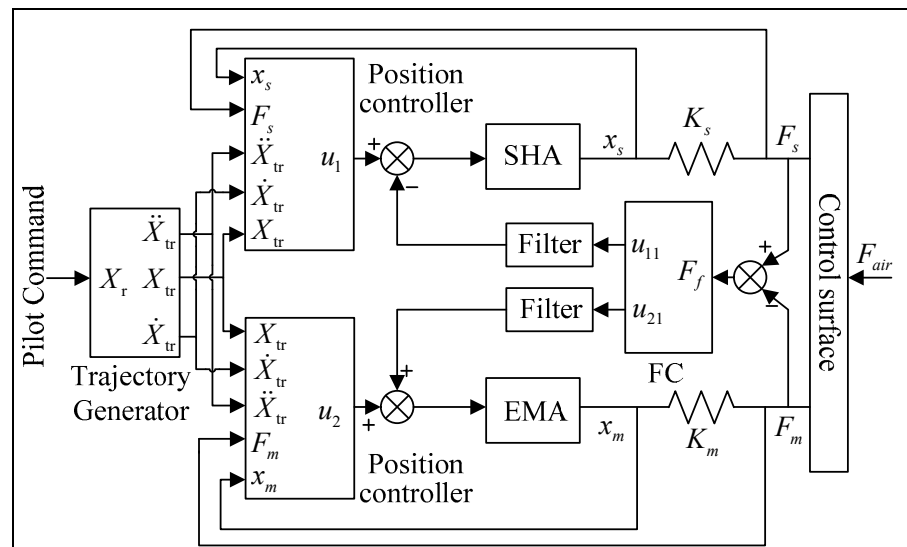 Pilot Command
X_r
Ẍ_tr
X_tr
Ẋ_tr
Trajectory
Generator
x_s
F_s
Ẍ_tr
Ẋ_tr
X_tr
u_1
Position
controller
+
−
SHA
x_s
K_s
F_s
Filter
u_11
F_f
+
−
Filter
u_21
FC
Control surface
F_air
X_tr
Ẋ_tr
Ẍ_tr
F_m
x_m
u_2
+
+
EMA
x_m
K_m
F_m
Position
controller